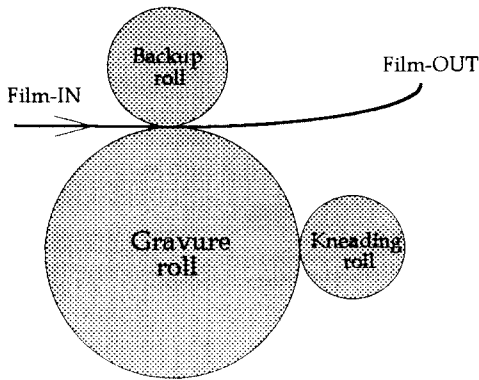 Backup
roll
Film-OUT
Film-IN
Gravure
roll
Kneading
roll